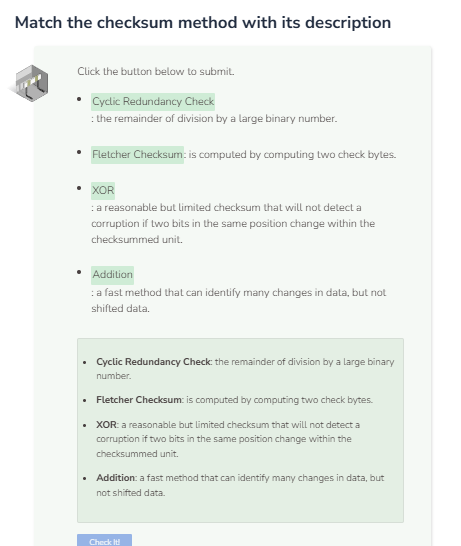 Match the checksum method with its description
Click the button below to submit.
Cyclic Redundancy Check
: the remainder of division by a large binary number.
Fletcher Checksum: is computed by computing two check bytes.
XOR
: a reasonable but limited checksum that will not detect a
corruption if two bits in the same position change within the
checksummed unit.
Addition
: a fast method that can identify many changes in data, but not
shifted data.
Cyclic Redundancy Check: the remainder of division by a large binary
number.
Fletcher Checksum: is computed by computing two check bytes.
XOR: a reasonable but limited checksum that will not detect a
corruption if two bits in the same position change within the
checksummed unit.
Addition: a fast method that can identify many changes in data, but
not shifted data.
Check It!